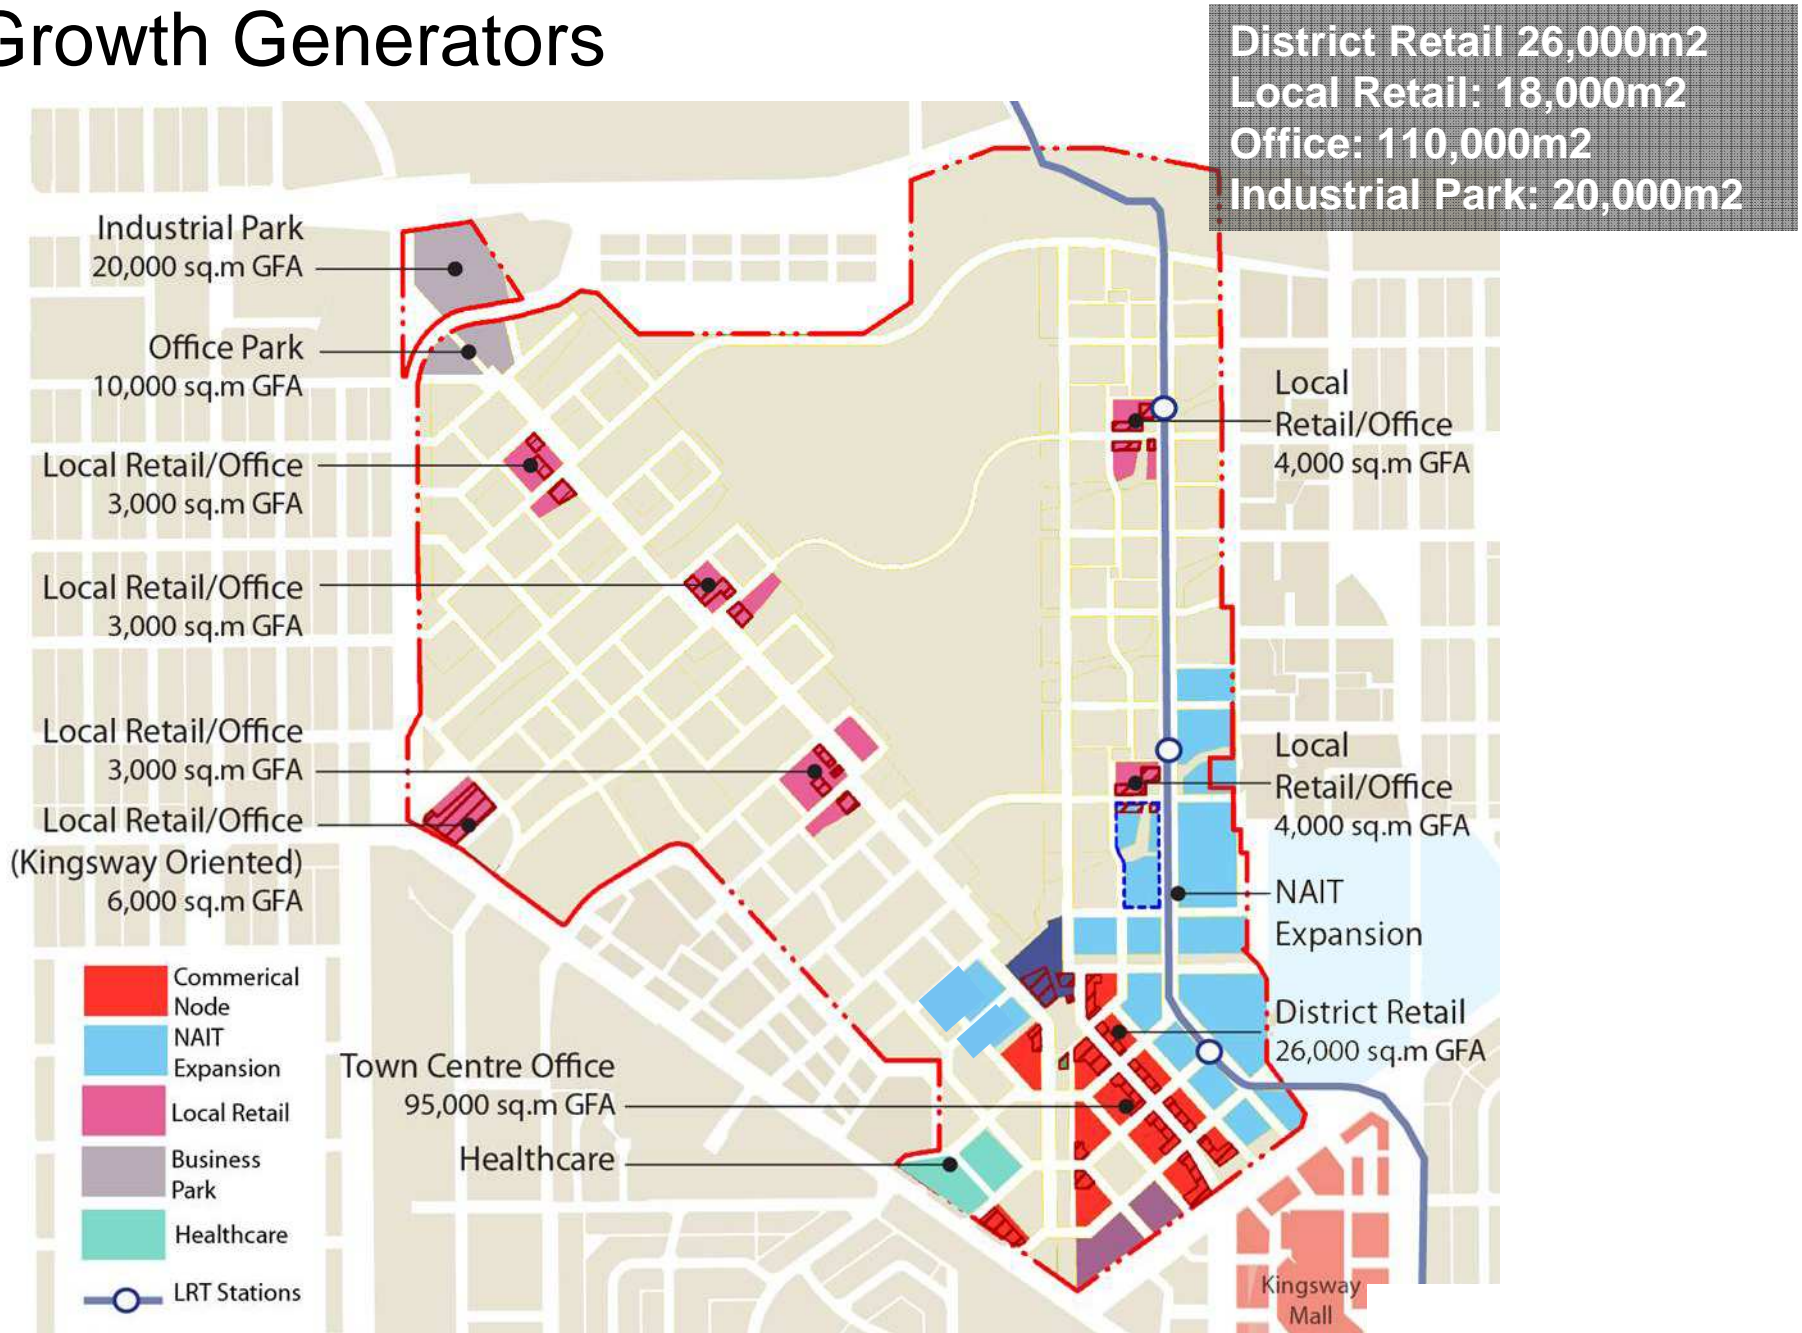 Growth Generators
District Retail 26,000m2
Local Retail: 18,000m2
Office: 110,000m2
Industrial Park: 20,000m2
Industrial Park
20,000 sq.m GFA
Office Park
10,000 sq.m GFA
Local Retail/Office
3,000 sq.m GFA
Local Retail/Office
3,000 sq.m GFA
Local Retail/Office
3,000 sq.m GFA
Local Retail/Office
(Kingsway Oriented)
6,000 sq.m GFA
Local
Retail/Office
4,000 sq.m GFA
Local
Retail/Office
4,000 sq.m GFA
NAIT
Expansion
District Retail
26,000 sq.m GFA
Town Centre Office
95,000 sq.m GFA
Healthcare
Commerical
Node
NAIT
Expansion
Local Retail
Business
Park
Healthcare
LRT Stations
Kingsway
Mall